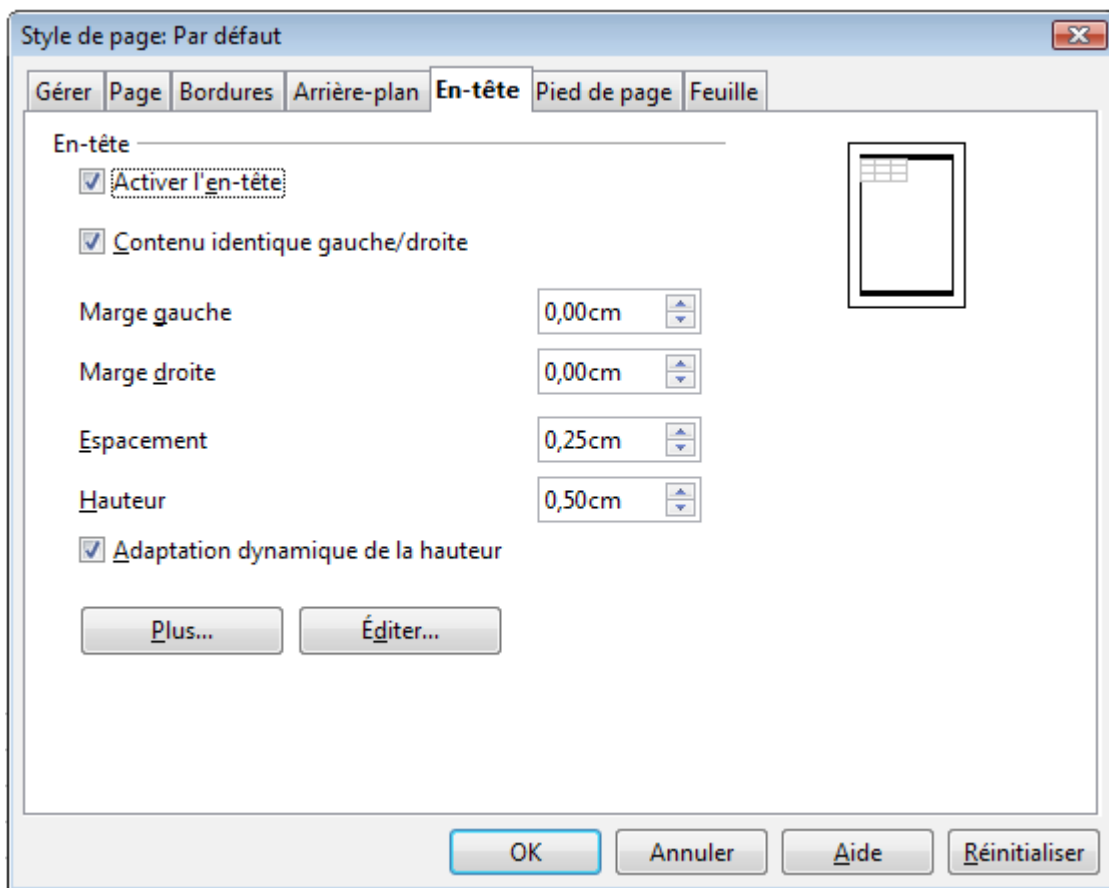 Style de page: Par défaut
Gérer Page Bordures Arrière-plan En-tête Pied de page Feuille
En-tête
Activer l'en-tête
Contenu identique gauche/droite
Marge gauche 0,00cm
Marge droite 0,00cm
Espacement 0,25cm
Hauteur 0,50cm
Adaptation dynamique de la hauteur
Plus... Éditer...
OK Annuler Aide Réinitialiser